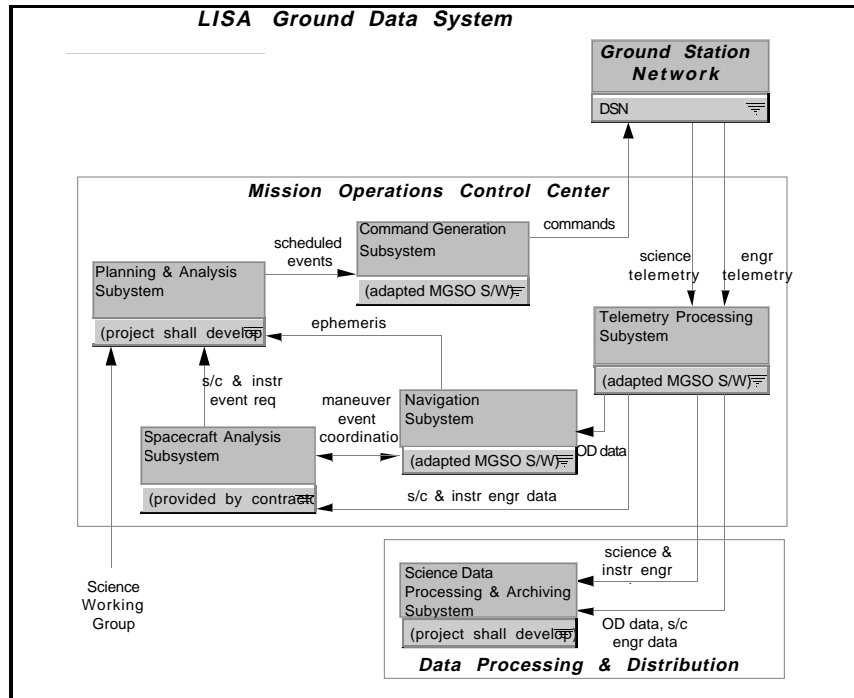 LISA Ground Data System
Ground Station
Network
DSN
Mission Operations Control Center
Command Generation
Subsystem
(adapted MGSO S/W)
commands
scheduled
events
science
telemetry
engr
telemetry
Planning & Analysis
Subystem
(project shall develop
Telemetry Processing
Subsystem
(adapted MGSO S/W)
ephemeris
s/c & instr
event req
maneuver
event
coordinatio
Navigation
Subsystem
(adapted MGSO S/W)
OD data
Spacecraft Analysis
Subsystem
(provided by contracto
s/c & instr engr data
Science
Working
Group
science &
instr engr
Science Data
Processing & Archiving
Subsystem
(project shall develop)
OD data, s/c
engr data
Data Processing & Distribution